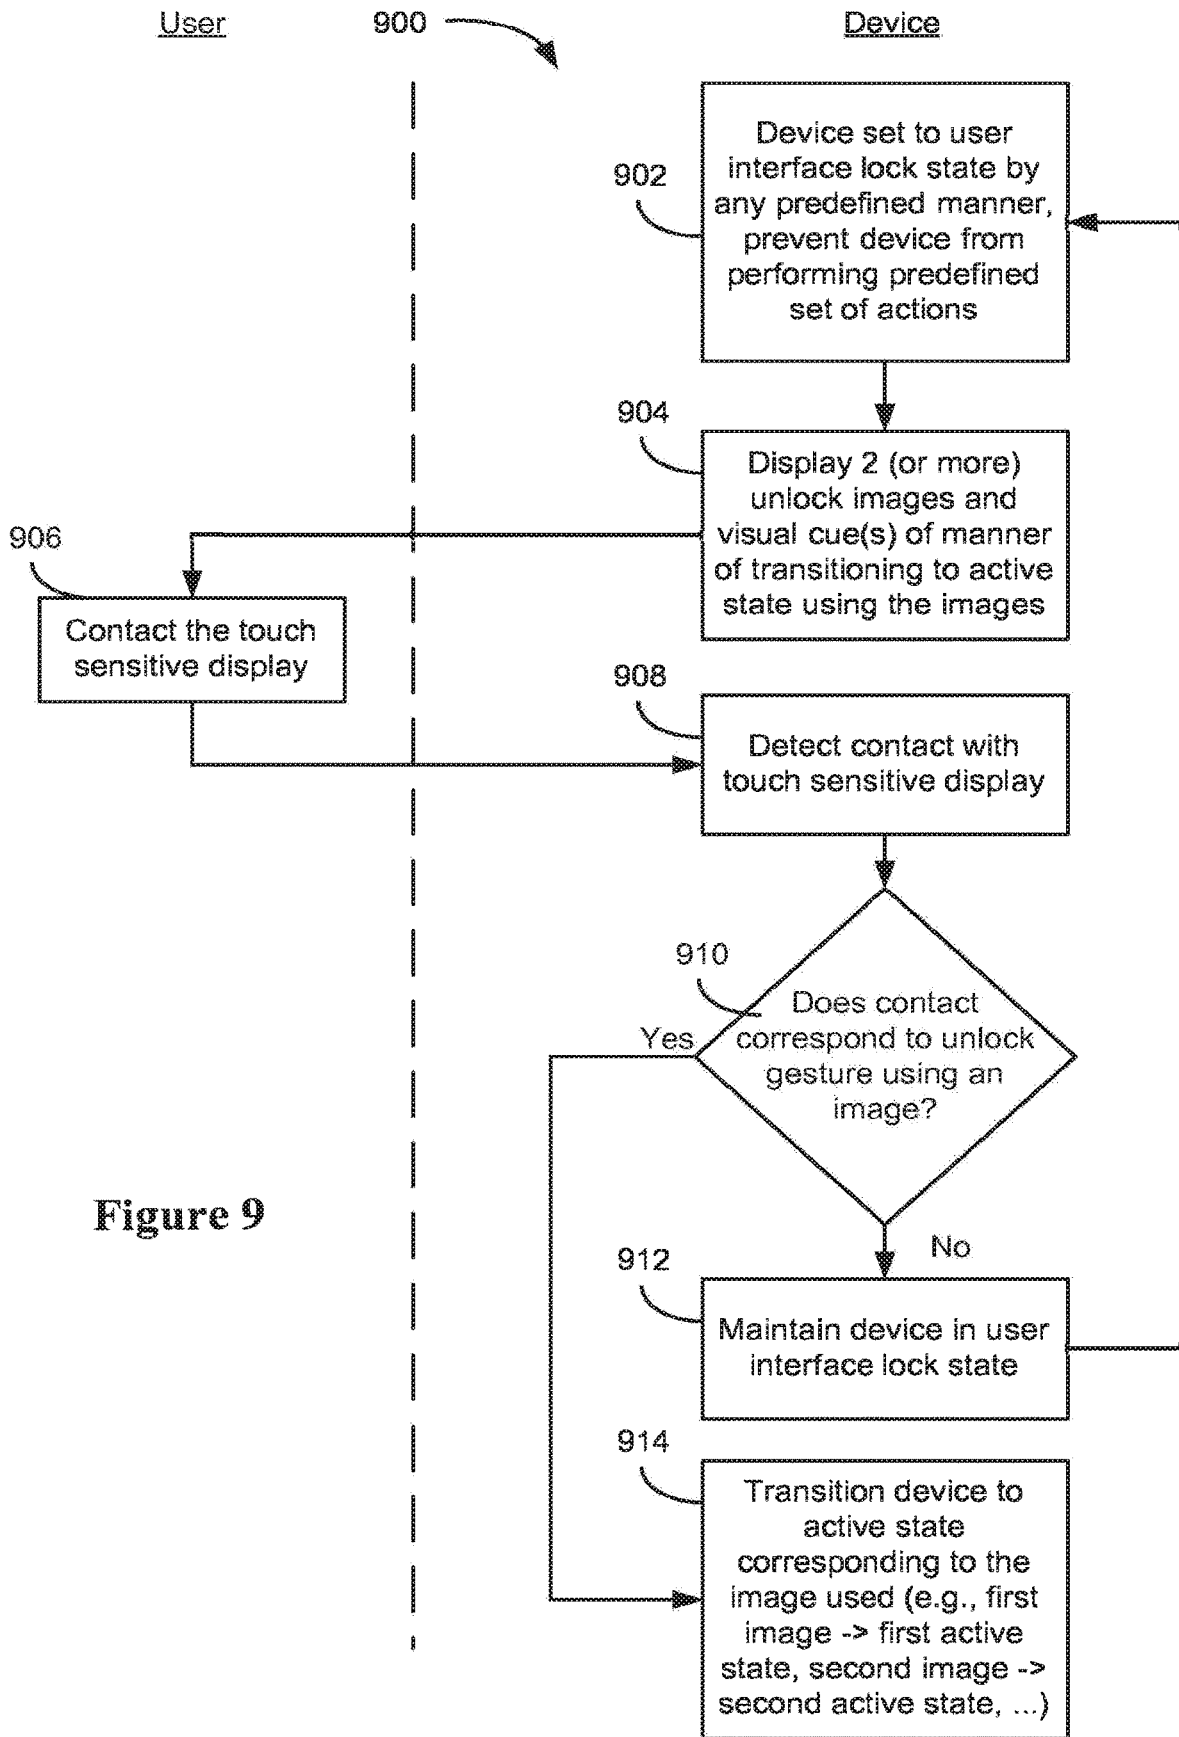 User
900
Device
902
Device set to user
interface lock state by
any predefined manner,
prevent device from
performing predefined
set of actions
904
Display 2 (or more)
unlock images and
visual cue(s) of manner
of transitioning to active
state using the images
906
Contact the touch
sensitive display
908
Detect contact with
touch sensitive display
910
Does contact
correspond to unlock
gesture using an
image?
Yes
No
Figure 9
912
Maintain device in user
interface lock state
914
Transition device to
active state
corresponding to the
image used (e.g., first
image -> first active
state, second image ->
second active state, ...)